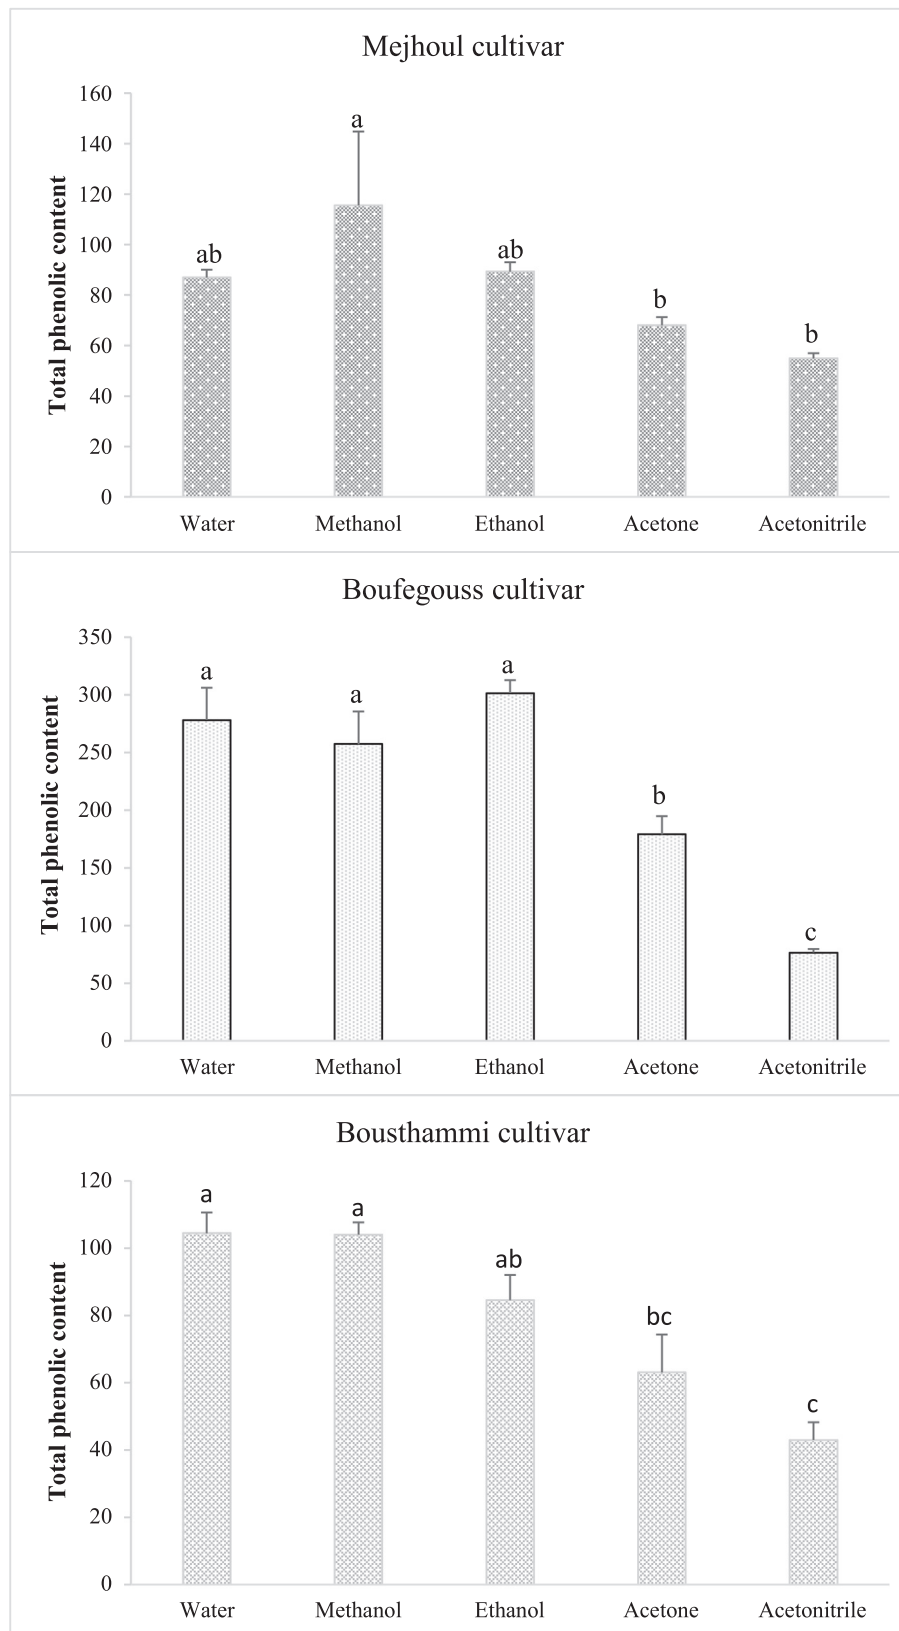 Mejhoul cultivar
160
140
120
100
80
60
40
20
0
Total phenolic content
ab
a
ab
b
b
Water Methanol Ethanol Acetone Acetonitrile
Boufegouss cultivar
350
300
250
200
150
100
50
0
Total phenolic content
a
a
a
b
c
Water Methanol Ethanol Acetone Acetonitrile
Bousthammi cultivar
120
100
80
60
40
20
0
Total phenolic content
a
a
ab
bc
c
Water Methanol Ethanol Acetone Acetonitrile